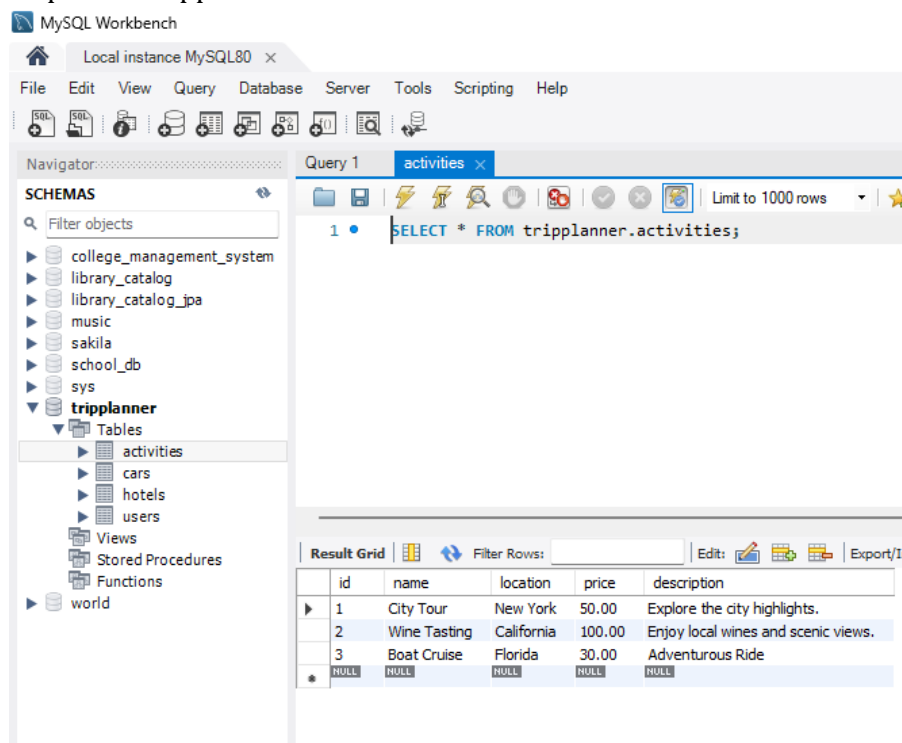 MySQL Workbench
Local instance MySQL80 ×
File Edit View Query Database Server Tools Scripting Help
Navigator
Query 1 activities ×
SCHEMAS
Limit to 1000 rows
Filter objects
1 SELECT * FROM tripplanner.activities;
college_management_system
library_catalog
library_catalog_jpa
music
sakila
school_db
sys
tripplanner
Tables
activities
cars
hotels
users
Views
Stored Procedures
Functions
world
Result Grid Filter Rows: Edit: Export/I
id name location price description
1 City Tour New York 50.00 Explore the city highlights.
2 Wine Tasting California 100.00 Enjoy local wines and scenic views.
3 Boat Cruise Florida 30.00 Adventurous Ride
NULL NULL NULL NULL NULL